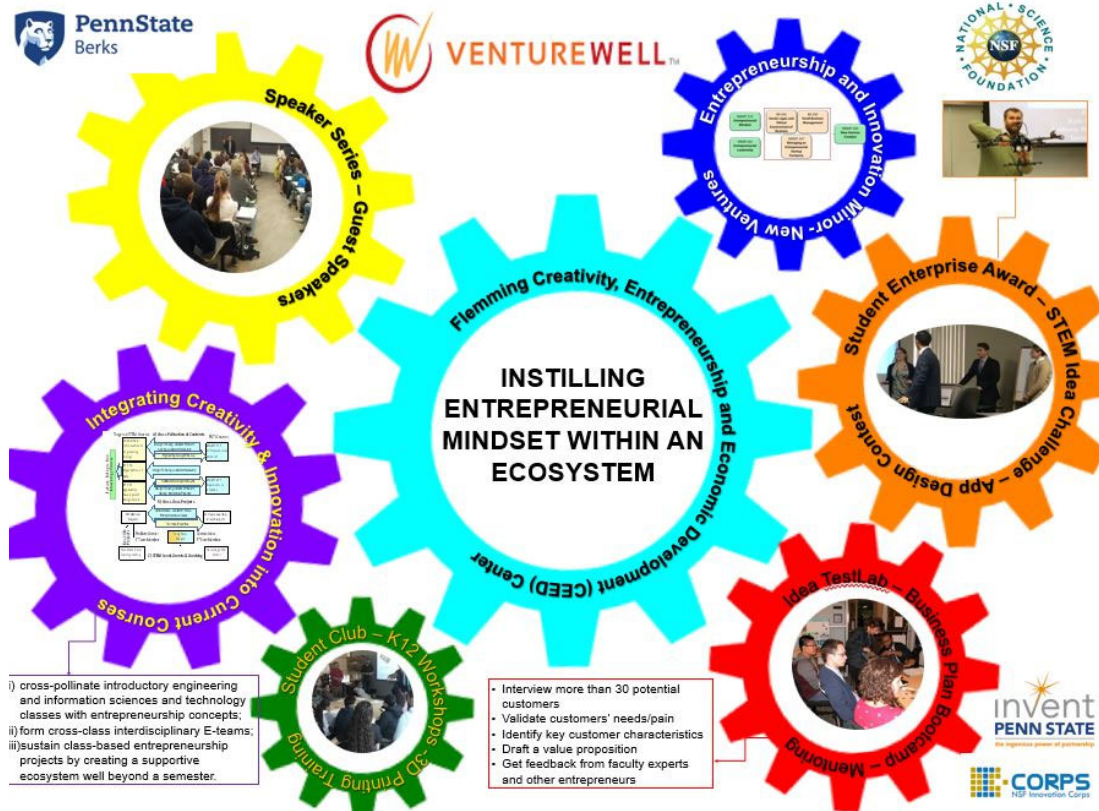 PennState
Berks
VENTUREWELL™
NATIONAL SCIENCE FOUNDATION
NSF
Speaker Series – Guest Speakers
Entrepreneurship and Innovation Minor- New Ventures
Student Enterprise Award – STEM Idea Challenge – App Design Contest
Flemming Creativity, Entrepreneurship and Economic Development (CEED) Center
INSTILLING
ENTREPRENEURIAL
MINDSET WITHIN AN
ECOSYSTEM
Integrating Creativity & Innovation into Current Courses
Student Club – K12 Workshops -3D Printing Training
Idea TestLab – Business Plan Bootcamp – Mentoring
i) cross-pollinate introductory engineering
and information sciences and technology
classes with entrepreneurship concepts;
ii) form cross-class interdisciplinary E-teams;
iii)sustain class-based entrepreneurship
projects by creating a supportive
ecosystem well beyond a semester.
• Interview more than 30 potential
customers
• Validate customers' needs/pain
• Identify key customer characteristics
• Draft a value proposition
• Get feedback from faculty experts
and other entrepreneurs
invent
PENN STATE
the ingenious power of partnership
I-CORPS
NSF Innovation Corps